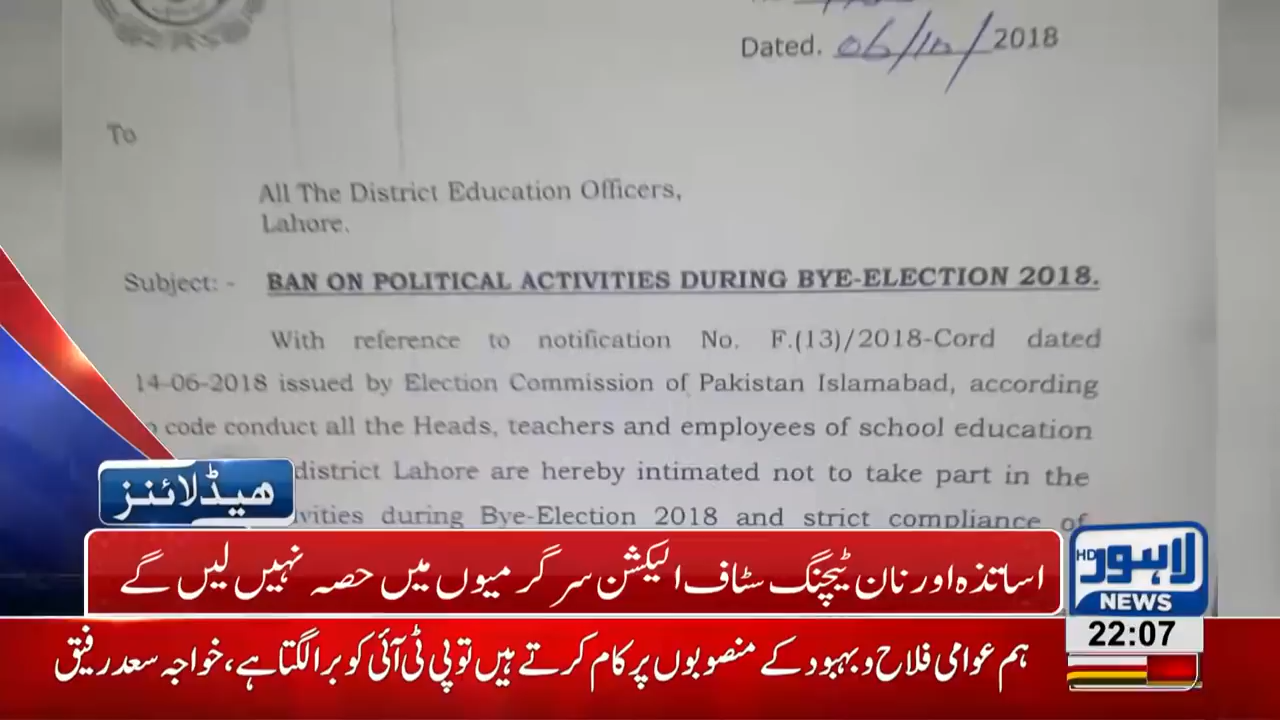 Dated. 06/10/2018
To
All The District Education Officers,
Lahore.
Subject: - BAN ON POLITICAL ACTIVITIES DURING BYE-ELECTION 2018.
With reference to notification No. F.(13)/2018-Cord dated
14-06-2018 issued by Election Commission of Pakistan Islamabad, according
code conduct all the Heads, teachers and employees of school education
district Lahore are hereby intimated not to take part in the
during Bye-Election 2018 and strict compliance of
ھیڈلائنز
اساتذہ اور نان ٹیچنگ سٹاف الیکشن سرگرمیوں میں حصہ نہیں لیں گے
HD لاہور
NEWS
22:07
ہم عوامی فلاح و بہبود کے منصوبوں پر کام کرتے ہیں تو پی ٹی آئی کو برا لگتا ہے، خواجہ سعد رفیق